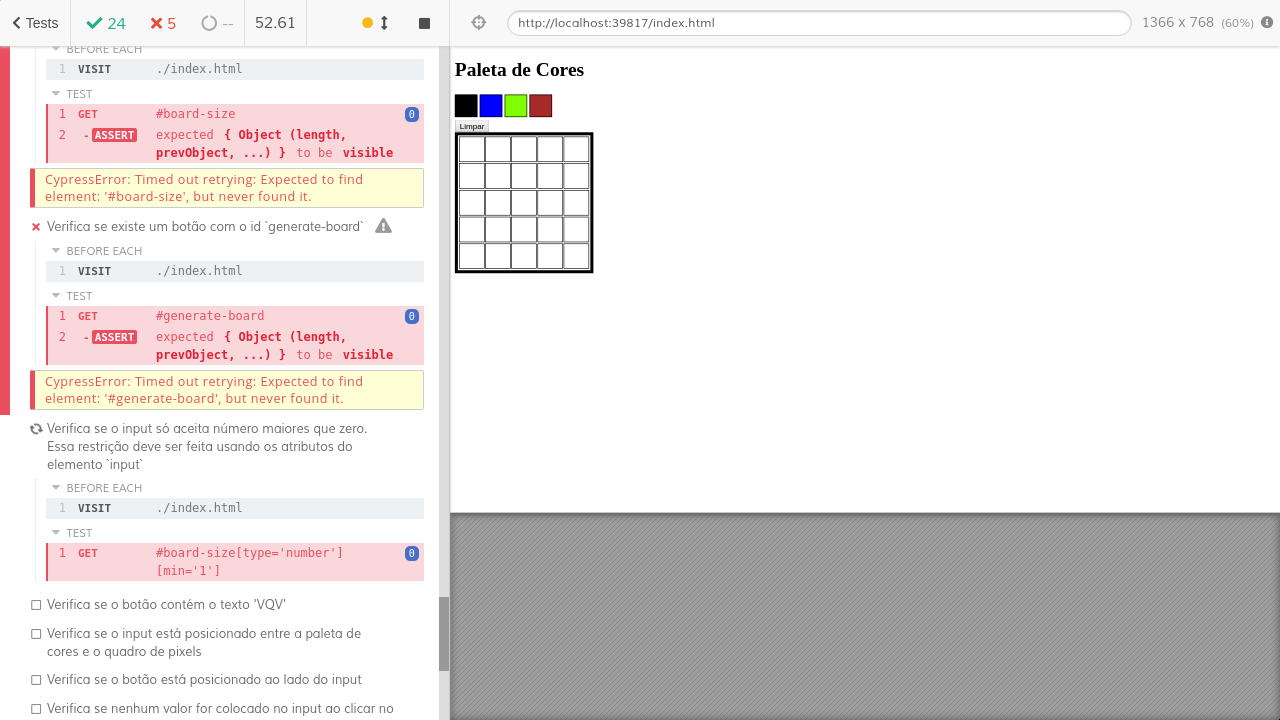 Tests
24
5
--
52.61
http://localhost:39817/index.html
1366 x 768 (60%)
BEFORE EACH
1 VISIT ./index.html
TEST
1 GET #board-size 0
2 -ASSERT expected { Object (length,
prevObject, ...) } to be visible
CypressError: Timed out retrying: Expected to find
element: '#board-size', but never found it.
Verifica se existe um botão com o id `generate-board`
BEFORE EACH
1 VISIT ./index.html
TEST
1 GET #generate-board 0
2 -ASSERT expected { Object (length,
prevObject, ...) } to be visible
CypressError: Timed out retrying: Expected to find
element: '#generate-board', but never found it.
Verifica se o input só aceita número maiores que zero.
Essa restrição deve ser feita usando os atributos do
elemento `input`
BEFORE EACH
1 VISIT ./index.html
TEST
1 GET #board-size[type='number'] 0
[min='1']
Verifica se o botão contém o texto 'VQV'
Verifica se o input está posicionado entre a paleta de
cores e o quadro de pixels
Verifica se o botão está posicionado ao lado do input
Verifica se nenhum valor for colocado no input ao clicar no
Paleta de Cores
Limpar